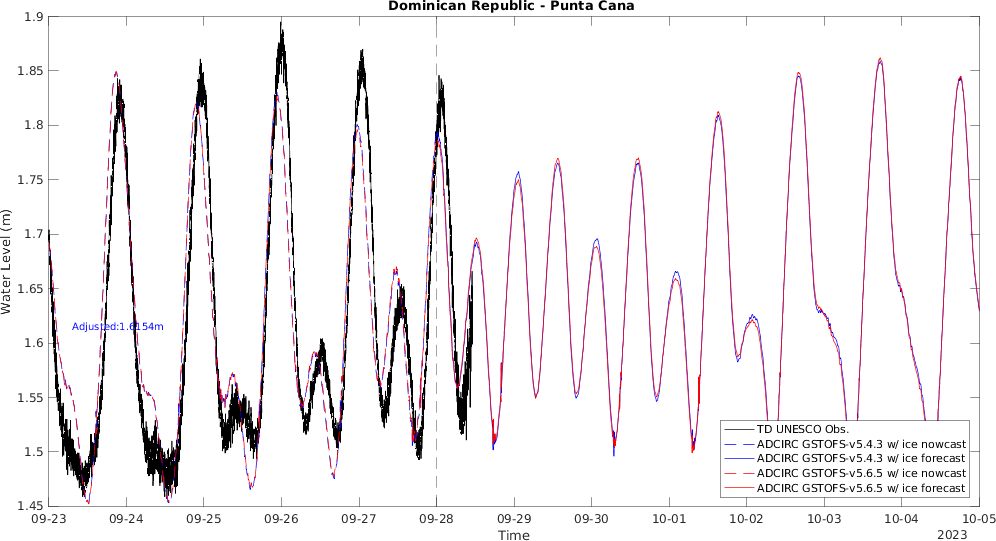 Dominican Republic - Punta Cana
Water Level (m)
1.9
1.85
1.8
1.75
1.7
1.65
1.6
1.55
1.5
1.45
Adjusted:1.6154m
TD UNESCO Obs.
ADCIRC GSTOFS-v5.4.3 w/ ice nowcast
ADCIRC GSTOFS-v5.4.3 w/ ice forecast
ADCIRC GSTOFS-v5.6.5 w/ ice nowcast
ADCIRC GSTOFS-v5.6.5 w/ ice forecast
09-23 09-24 09-25 09-26 09-27 09-28 09-29 09-30 10-01 10-02 10-03 10-04 10-05
Time
2023